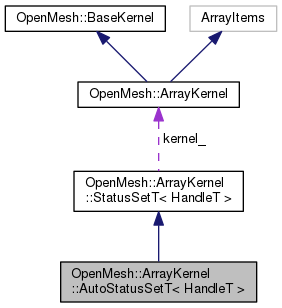 OpenMesh::BaseKernel
ArrayItems
OpenMesh::ArrayKernel
kernel_
OpenMesh::ArrayKernel
::StatusSetT< HandleT >
OpenMesh::ArrayKernel
::AutoStatusSetT< HandleT >